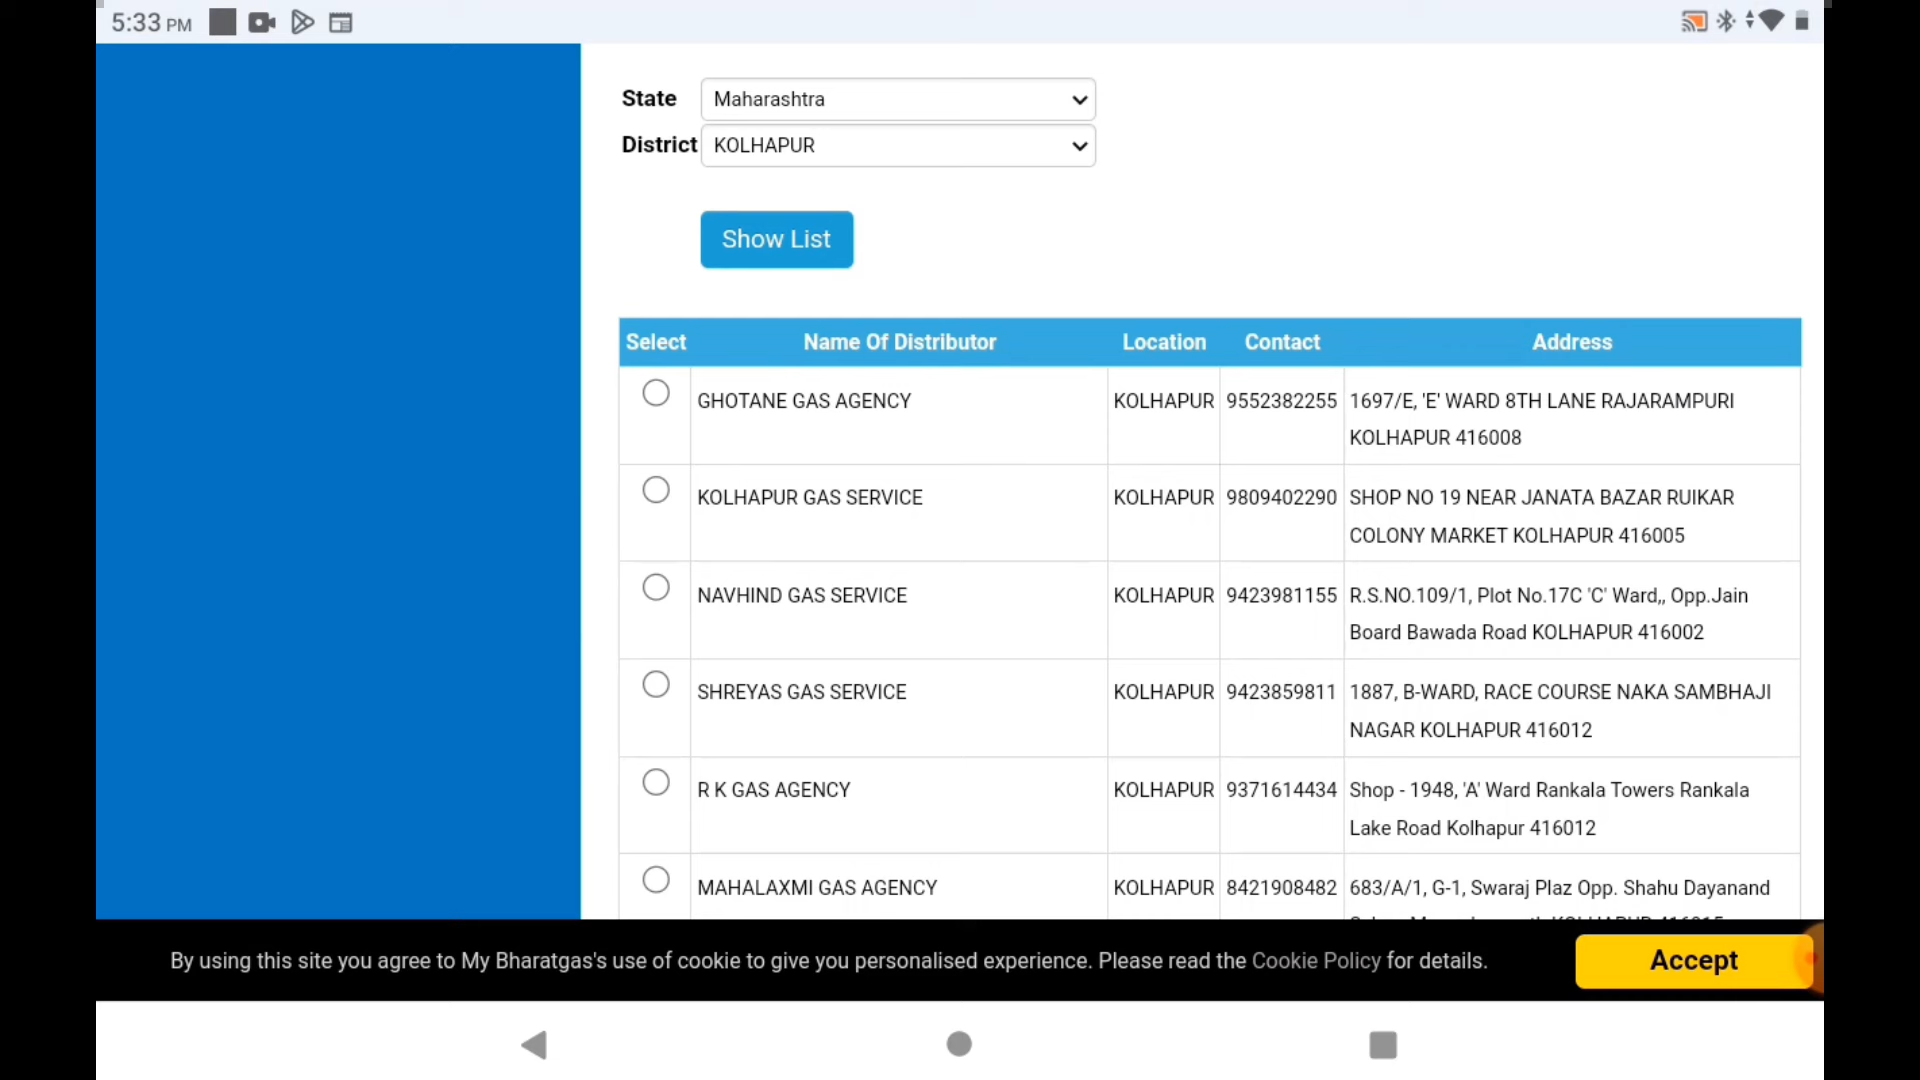 5:33 PM
State Maharashtra
District KOLHAPUR
Show List
Select Name Of Distributor Location Contact Address
GHOTANE GAS AGENCY KOLHAPUR 9552382255 1697/E, 'E' WARD 8TH LANE RAJARAMPURI
KOLHAPUR 416008
KOLHAPUR GAS SERVICE KOLHAPUR 9809402290 SHOP NO 19 NEAR JANATA BAZAR RUIKAR
COLONY MARKET KOLHAPUR 416005
NAVHIND GAS SERVICE KOLHAPUR 9423981155 R.S.NO.109/1, Plot No.17C 'C' Ward,, Opp.Jain
Board Bawada Road KOLHAPUR 416002
SHREYAS GAS SERVICE KOLHAPUR 9423859811 1887, B-WARD, RACE COURSE NAKA SAMBHAJI
NAGAR KOLHAPUR 416012
R K GAS AGENCY KOLHAPUR 9371614434 Shop - 1948, 'A' Ward Rankala Towers Rankala
Lake Road Kolhapur 416012
MAHALAXMI GAS AGENCY KOLHAPUR 8421908482 683/A/1, G-1, Swaraj Plaz Opp. Shahu Dayanand
By using this site you agree to My Bharatgas's use of cookie to give you personalised experience. Please read the Cookie Policy for details.
Accept